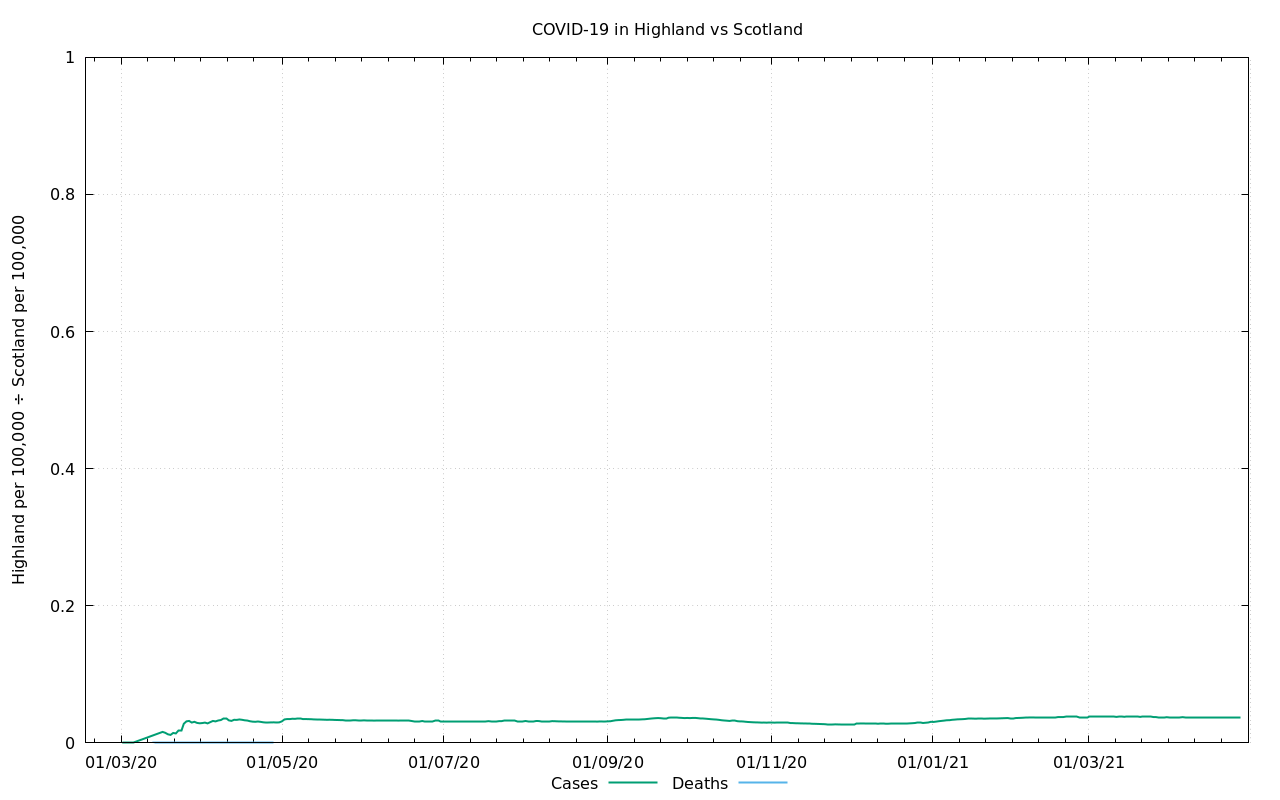 COVID-19 in Highland vs Scotland
Highland per 100,000 ÷ Scotland per 100,000
1
0.8
0.6
0.4
0.2
0
01/03/20 01/05/20 01/07/20 01/09/20 01/11/20 01/01/21 01/03/21
Cases Deaths